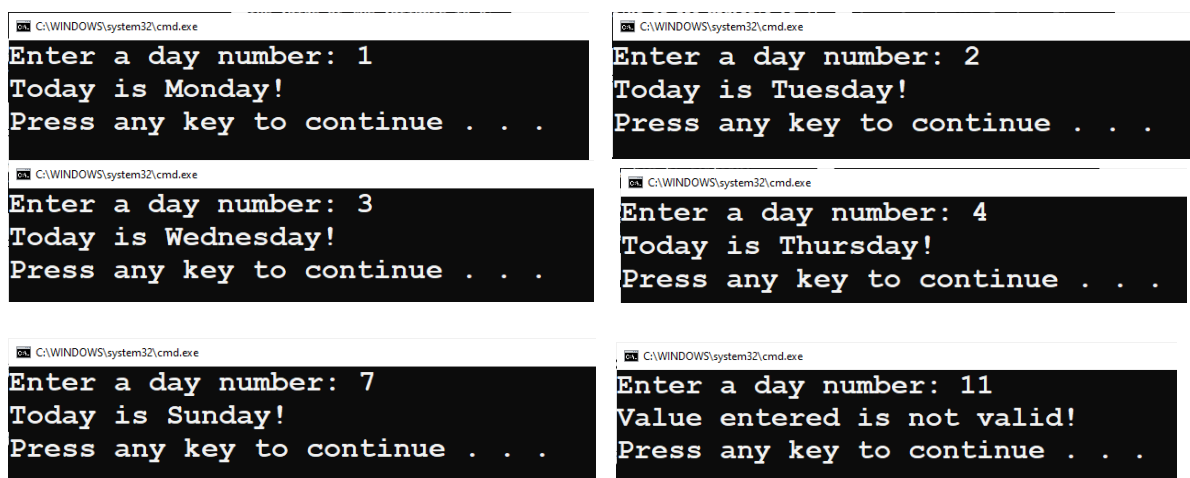 C:\WINDOWS\system32\cmd.exe
Enter a day number: 1
Today is Monday!
Press any key to continue . . .
C:\WINDOWS\system32\cmd.exe
Enter a day number: 2
Today is Tuesday!
Press any key to continue . . .
C:\WINDOWS\system32\cmd.exe
Enter a day number: 3
Today is Wednesday!
Press any key to continue . . .
C:\WINDOWS\system32\cmd.exe
Enter a day number: 4
Today is Thursday!
Press any key to continue . . .
C:\WINDOWS\system32\cmd.exe
Enter a day number: 7
Today is Sunday!
Press any key to continue . . .
C:\WINDOWS\system32\cmd.exe
Enter a day number: 11
Value entered is not valid!
Press any key to continue . . .